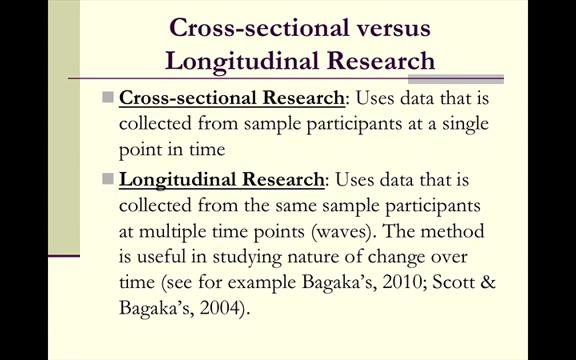 Cross-sectional versus
Longitudinal Research
Cross-sectional Research: Uses data that is
collected from sample participants at a single
point in time
Longitudinal Research: Uses data that is
collected from the same sample participants
at multiple time points (waves). The method
is useful in studying nature of change over
time (see for example Bagaka’s, 2010; Scott &
Bagaka’s, 2004).